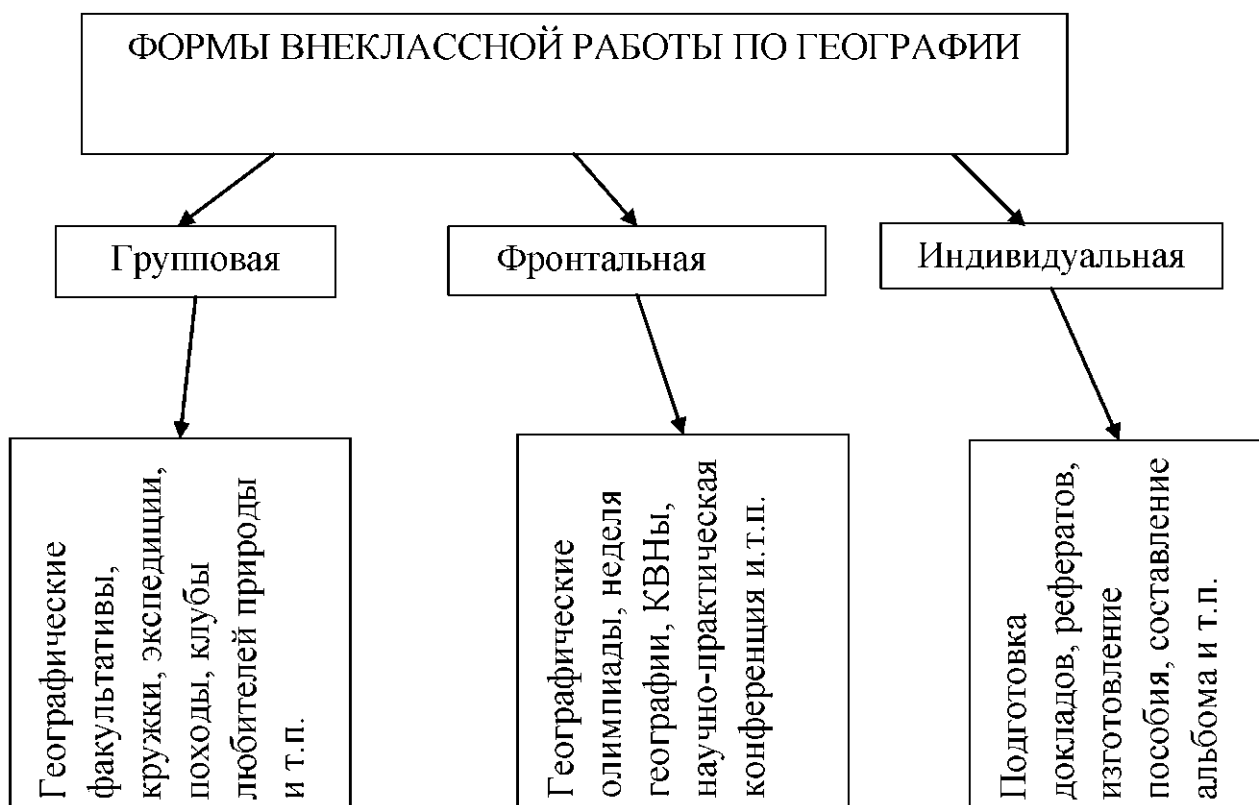 ФОРМЫ ВНЕКЛАССНОЙ РАБОТЫ ПО ГЕОГРАФИИ
Групповая
Фронтальная
Индивидуальная
Географические
факультативы,
кружки, экспедиции,
походы, клубы
любителей природы
и т.п.
Географические
олимпиады, неделя
географии, КВНы,
научно-практическая
конференция и.т.п.
Подготовка
докладов, рефератов,
изготовление
пособия, составление
альбома и т.п.